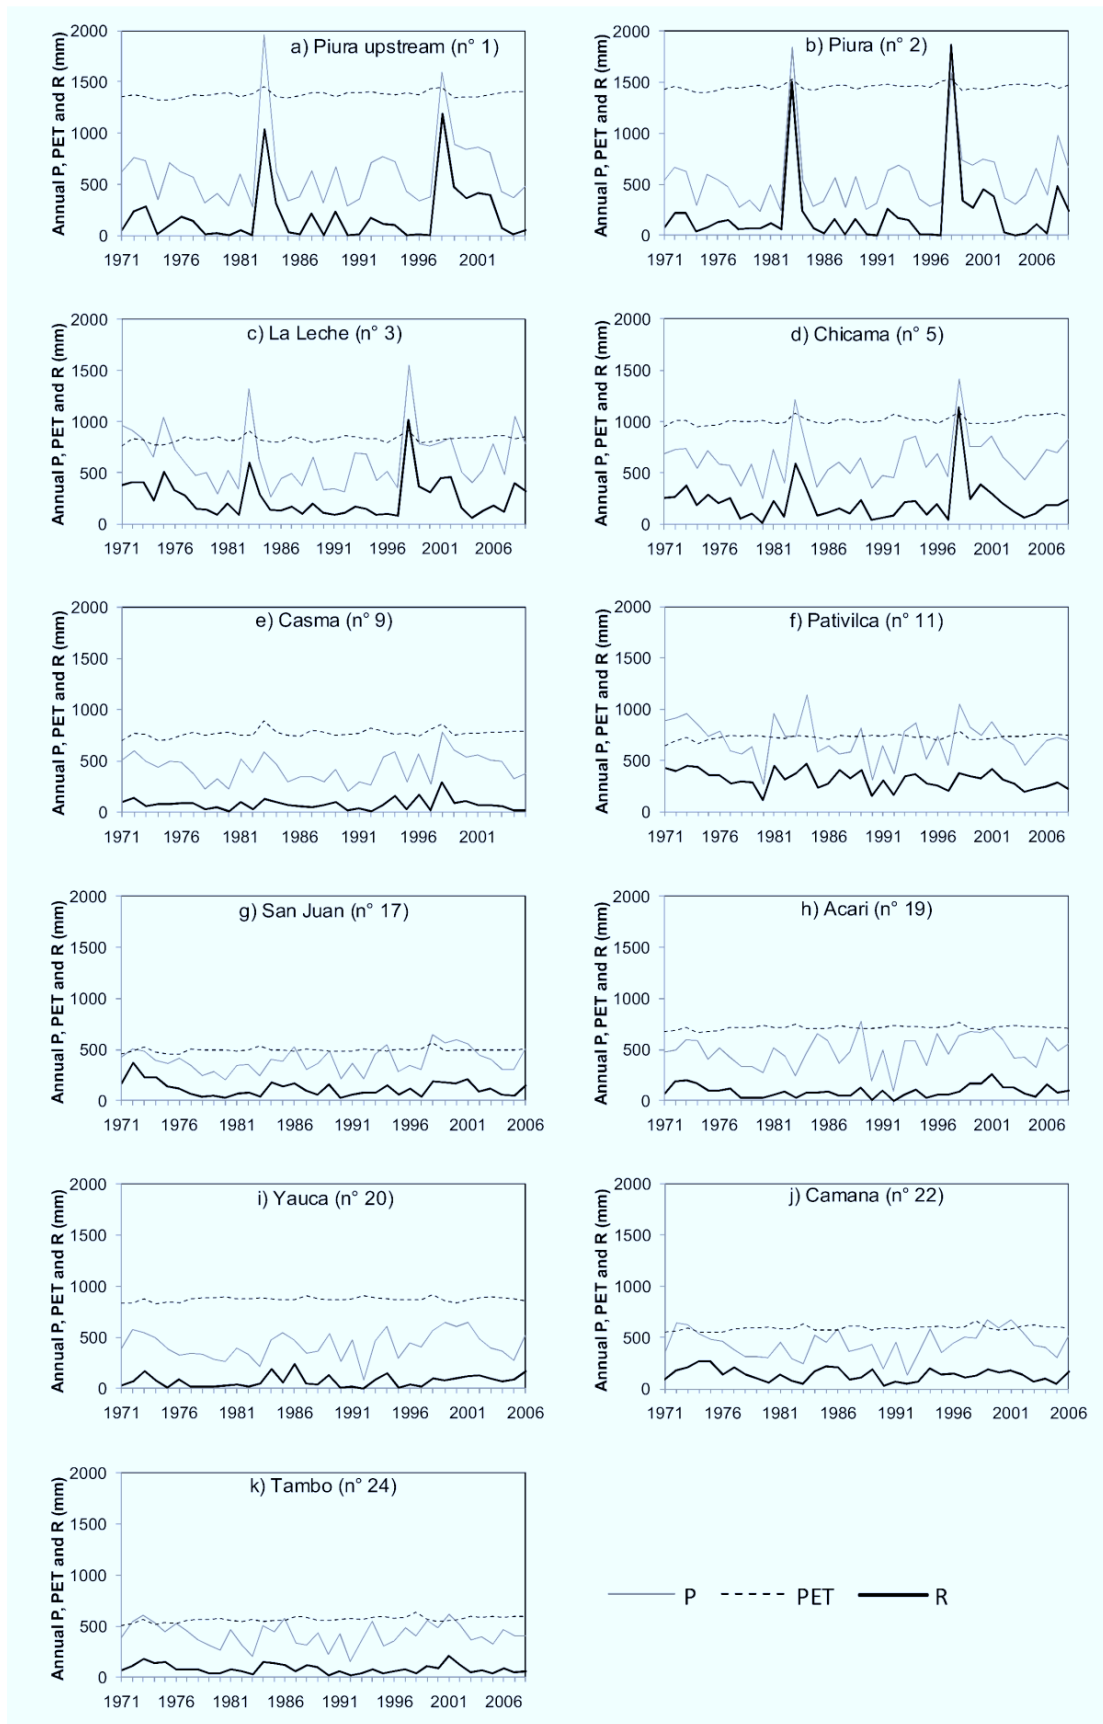 a) Piura upstream (n° 1)
Annual P, PET and R (mm)
2000
1500
1000
500
0
1971 1976 1981 1986 1991 1996 2001
b) Piura (n° 2)
Annual P, PET and R (mm)
2000
1500
1000
500
0
1971 1976 1981 1986 1991 1996 2001 2006
c) La Leche (n° 3)
Annual P, PET and R (mm)
2000
1500
1000
500
0
1971 1976 1981 1986 1991 1996 2001 2006
d) Chicama (n° 5)
Annual P, PET and R (mm)
2000
1500
1000
500
0
1971 1976 1981 1986 1991 1996 2001 2006
e) Casma (n° 9)
Annual P, PET and R (mm)
2000
1500
1000
500
0
1971 1976 1981 1986 1991 1996 2001
f) Pativilca (n° 11)
Annual P, PET and R (mm)
2000
1500
1000
500
0
1971 1976 1981 1986 1991 1996 2001 2006
g) San Juan (n° 17)
Annual P, PET and R (mm)
2000
1500
1000
500
0
1971 1976 1981 1986 1991 1996 2001 2006
h) Acari (n° 19)
Annual P, PET and R (mm)
2000
1500
1000
500
0
1971 1976 1981 1986 1991 1996 2001 2006
i) Yauca (n° 20)
Annual P, PET and R (mm)
2000
1500
1000
500
0
1971 1976 1981 1986 1991 1996 2001 2006
j) Camana (n° 22)
Annual P, PET and R (mm)
2000
1500
1000
500
0
1971 1976 1981 1986 1991 1996 2001 2006
k) Tambo (n° 24)
Annual P, PET and R (mm)
2000
1500
1000
500
0
1971 1976 1981 1986 1991 1996 2001 2006
P PET R